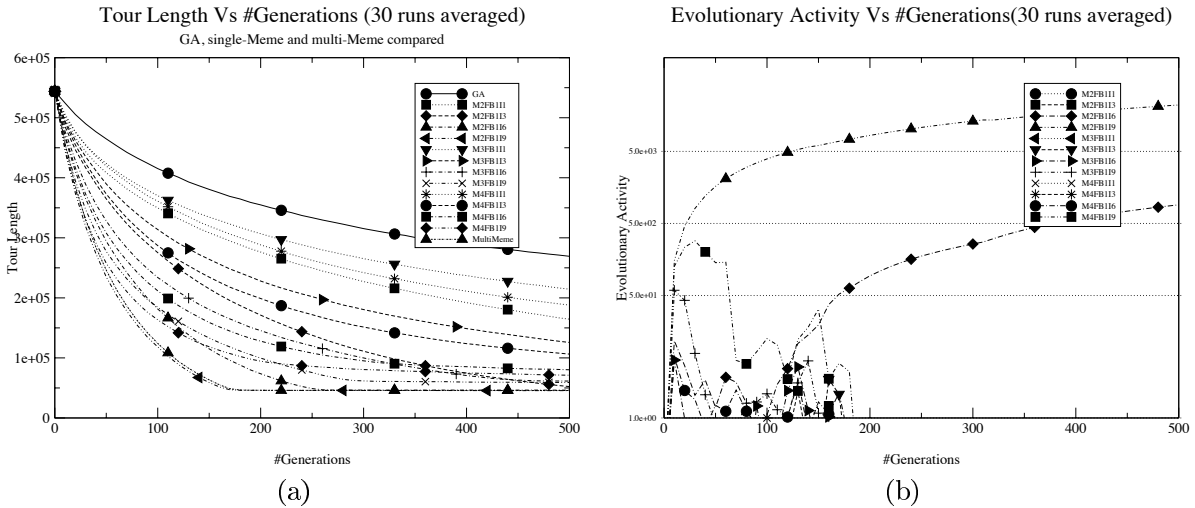 Tour Length Vs #Generations (30 runs averaged)
GA, single-Meme and multi-Meme compared
6e+05
5e+05
4e+05
3e+05
2e+05
1e+05
0
Tour Length
GA
M2FB1I1
M2FB1I3
M2FB1I6
M2FB1I9
M3FB1I1
M3FB1I3
M3FB1I6
M3FB1I9
M4FB1I1
M4FB1I3
M4FB1I6
M4FB1I9
MultiMeme
0 100 200 300 400 500
#Generations
(a)
Evolutionary Activity Vs #Generations(30 runs averaged)
5.0e+03
5.0e+02
5.0e+01
1.0e+00
Evolutionary Activity
M2FB1I1
M2FB1I3
M2FB1I6
M2FB1I9
M3FB1I1
M3FB1I3
M3FB1I6
M3FB1I9
M4FB1I1
M4FB1I3
M4FB1I6
M4FB1I9
0 100 200 300 400 500
#Generations
(b)